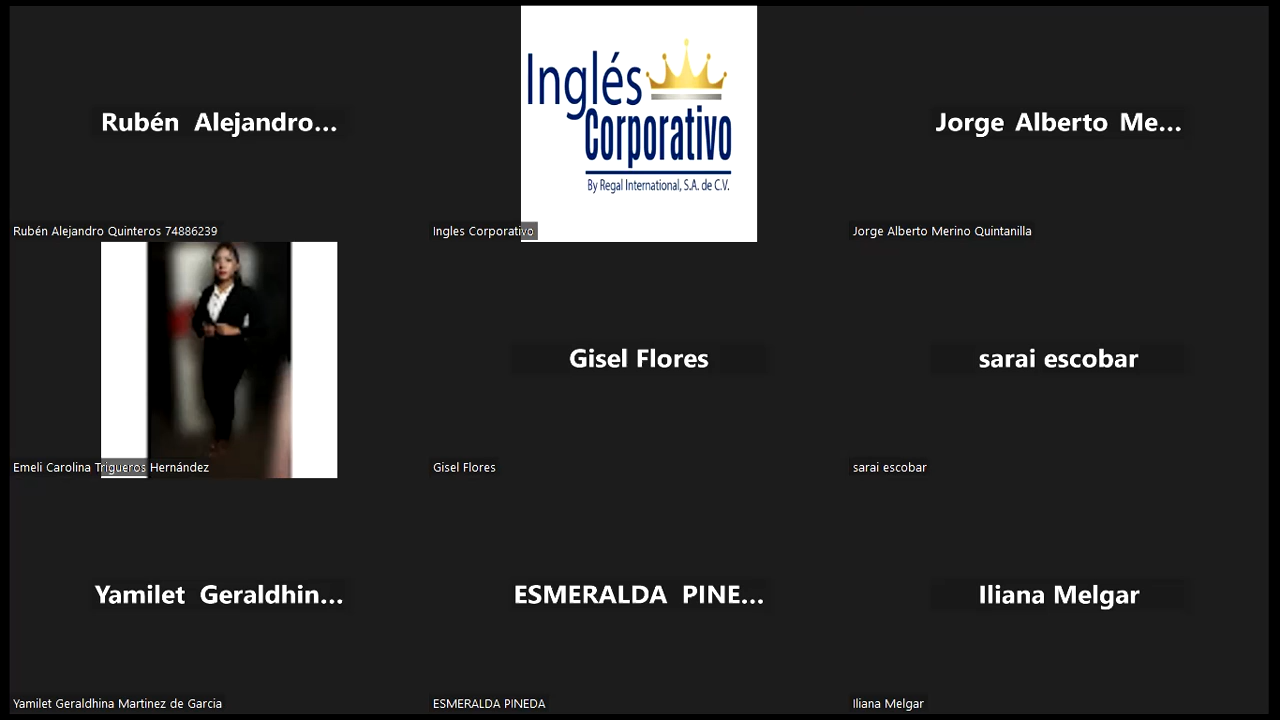 Rubén Alejandro...
Inglés
Corporativo
By Regal International, S.A. de C.V.
Jorge Alberto Me...
Rubén Alejandro Quinteros 74886239
Ingles Corporativo
Jorge Alberto Merino Quintanilla
Gisel Flores
sarai escobar
Emeli Carolina Trigueros Hernández
Gisel Flores
sarai escobar
Yamilet Geraldhin...
ESMERALDA PINE...
Iliana Melgar
Yamilet Geraldhina Martinez de Garcia
ESMERALDA PINEDA
Iliana Melgar